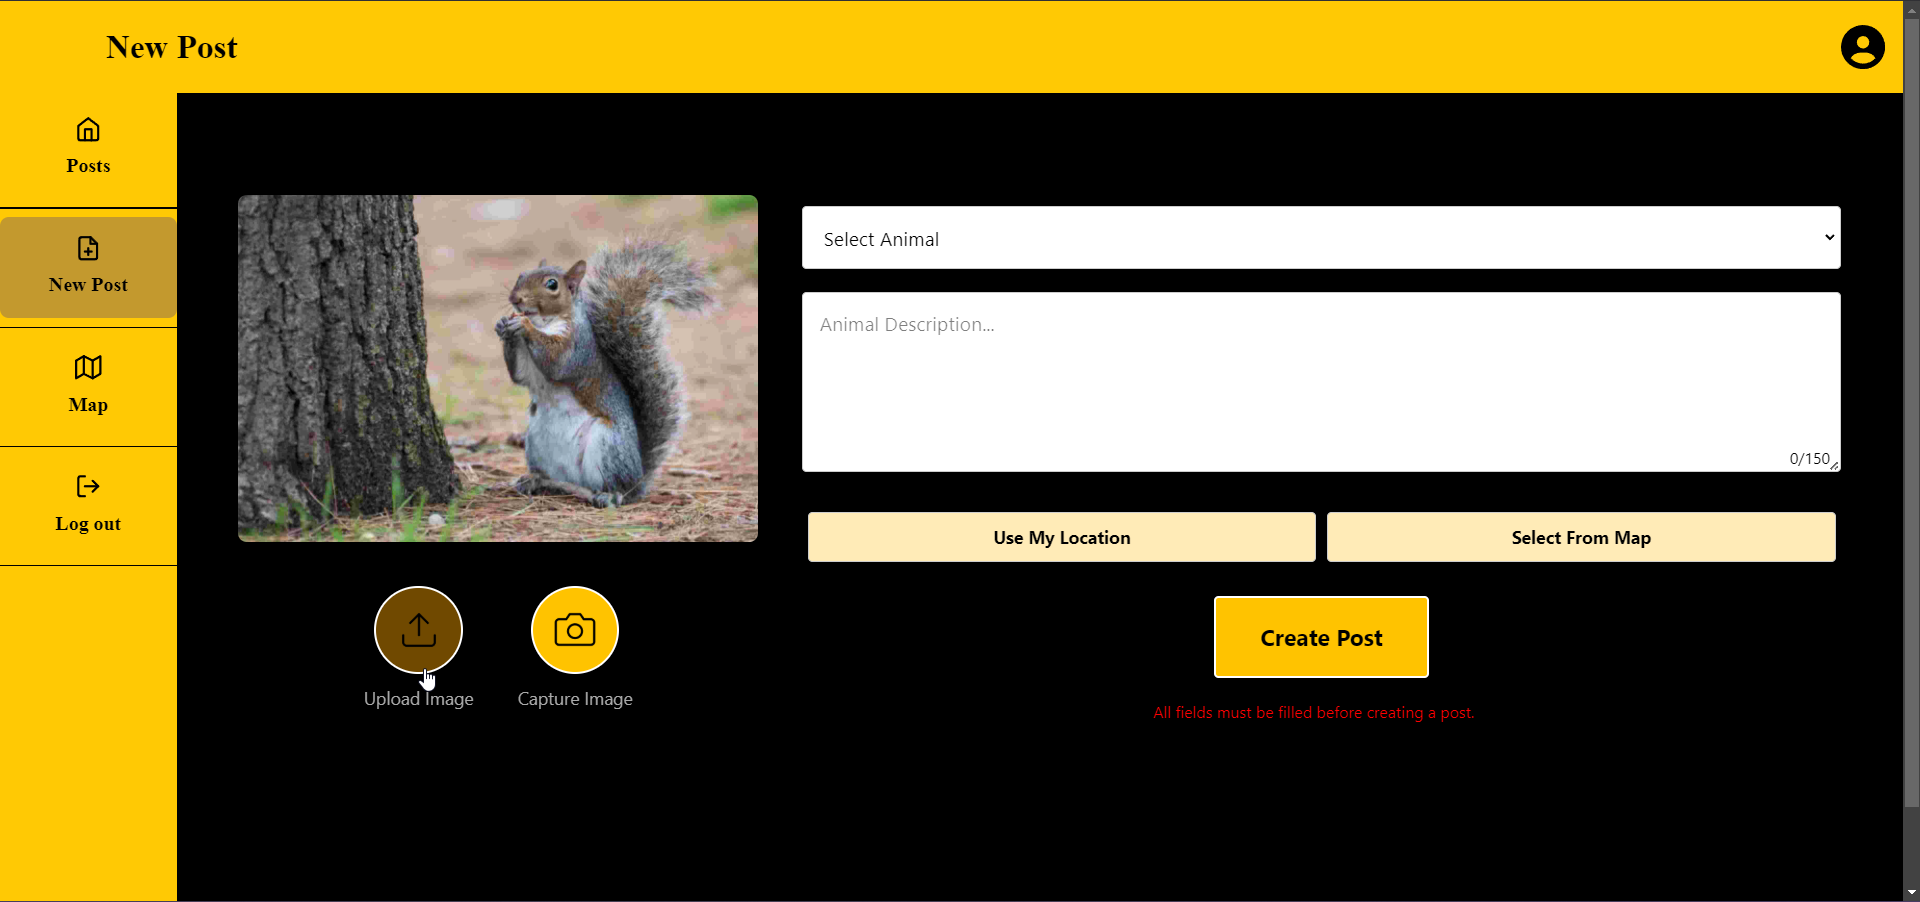 New Post
Posts
New Post
Map
Log out
Select Animal
Animal Description...
0/150
Use My Location
Select From Map
Upload Image
Capture Image
Create Post
All fields must be filled before creating a post.